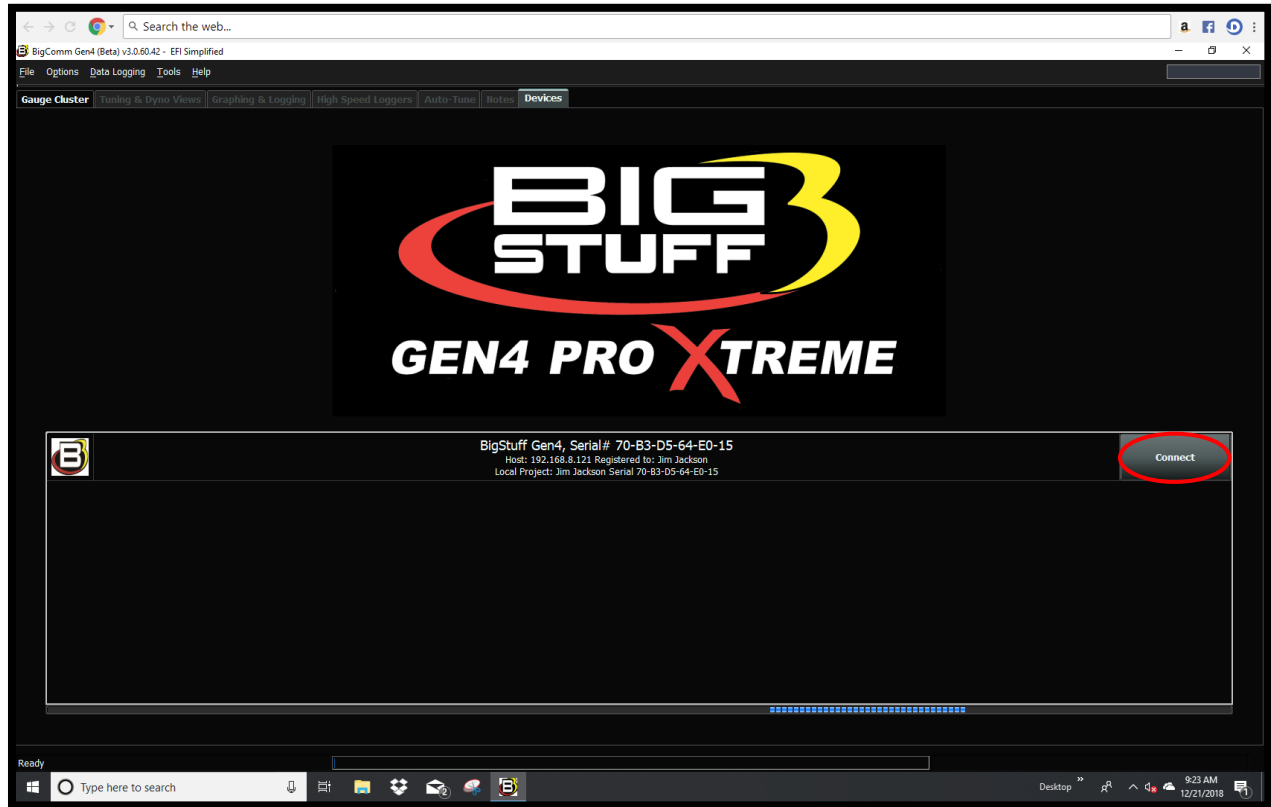 Search the web...
a
BigComm Gen4 (Beta) v3.0.60.42 - EFI Simplified
File Options Data Logging Tools Help
Gauge Cluster Tuning & Dyno Views Graphing & Logging High Speed Loggers Auto-Tune Notes Devices
BIG 3
STUFF
GEN4 PRO XTREME
B
BigStuff Gen4, Serial# 70-B3-D5-64-E0-15
Host: 192.168.8.121 Registered to: Jim Jackson
Local Project: Jim Jackson Serial 70-B3-D5-64-E0-15
Connect
Ready
Type here to search
2
Desktop
9:23 AM
12/21/2018
1